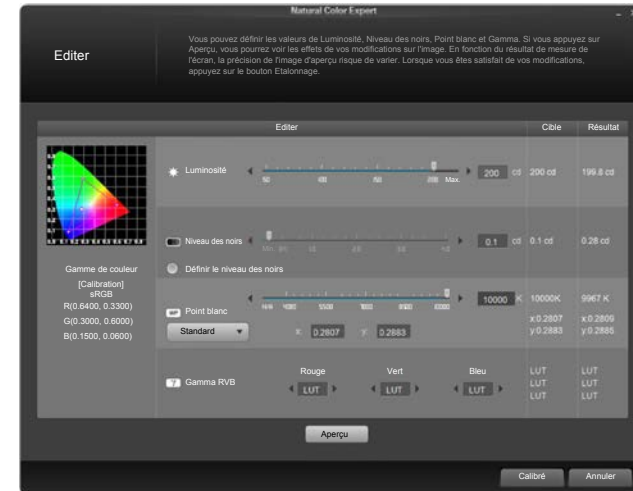 Natural Color Expert
Editer
Vous pouvez définir les valeurs de Luminosité, Niveau des noirs, Point blanc et Gamma. Si vous appuyez sur
Aperçu, vous pourrez voir les effets de vos modifications sur l'image. En fonction du résultat de mesure de
l'écran, la précision de l'image d'aperçu risque de varier. Lorsque vous êtes satisfait de vos modifications,
appuyez sur le bouton Etalonnage.
Editer Cible Résultat
Luminosité 200 cd 200 cd 199.8 cd
50 200 Max.
Niveau des noirs 0.1 cd 0.1 cd 0.28 cd
Définir le niveau des noirs
Gamme de couleur
[Calibration]
sRGB
R(0.6400, 0.3300)
G(0.3000, 0.6000)
B(0.1500, 0.0600)
Point blanc 10000 K 10000K 9967 K
Standard x: 0.2807 y: 0.2883 x:0.2807 x:0.2809
y:0.2883 y:0.2885
Rouge Vert Bleu
Gamma RVB LUT LUT LUT
LUT LUT
LUT LUT
LUT LUT
Aperçu
Calibré Annuler